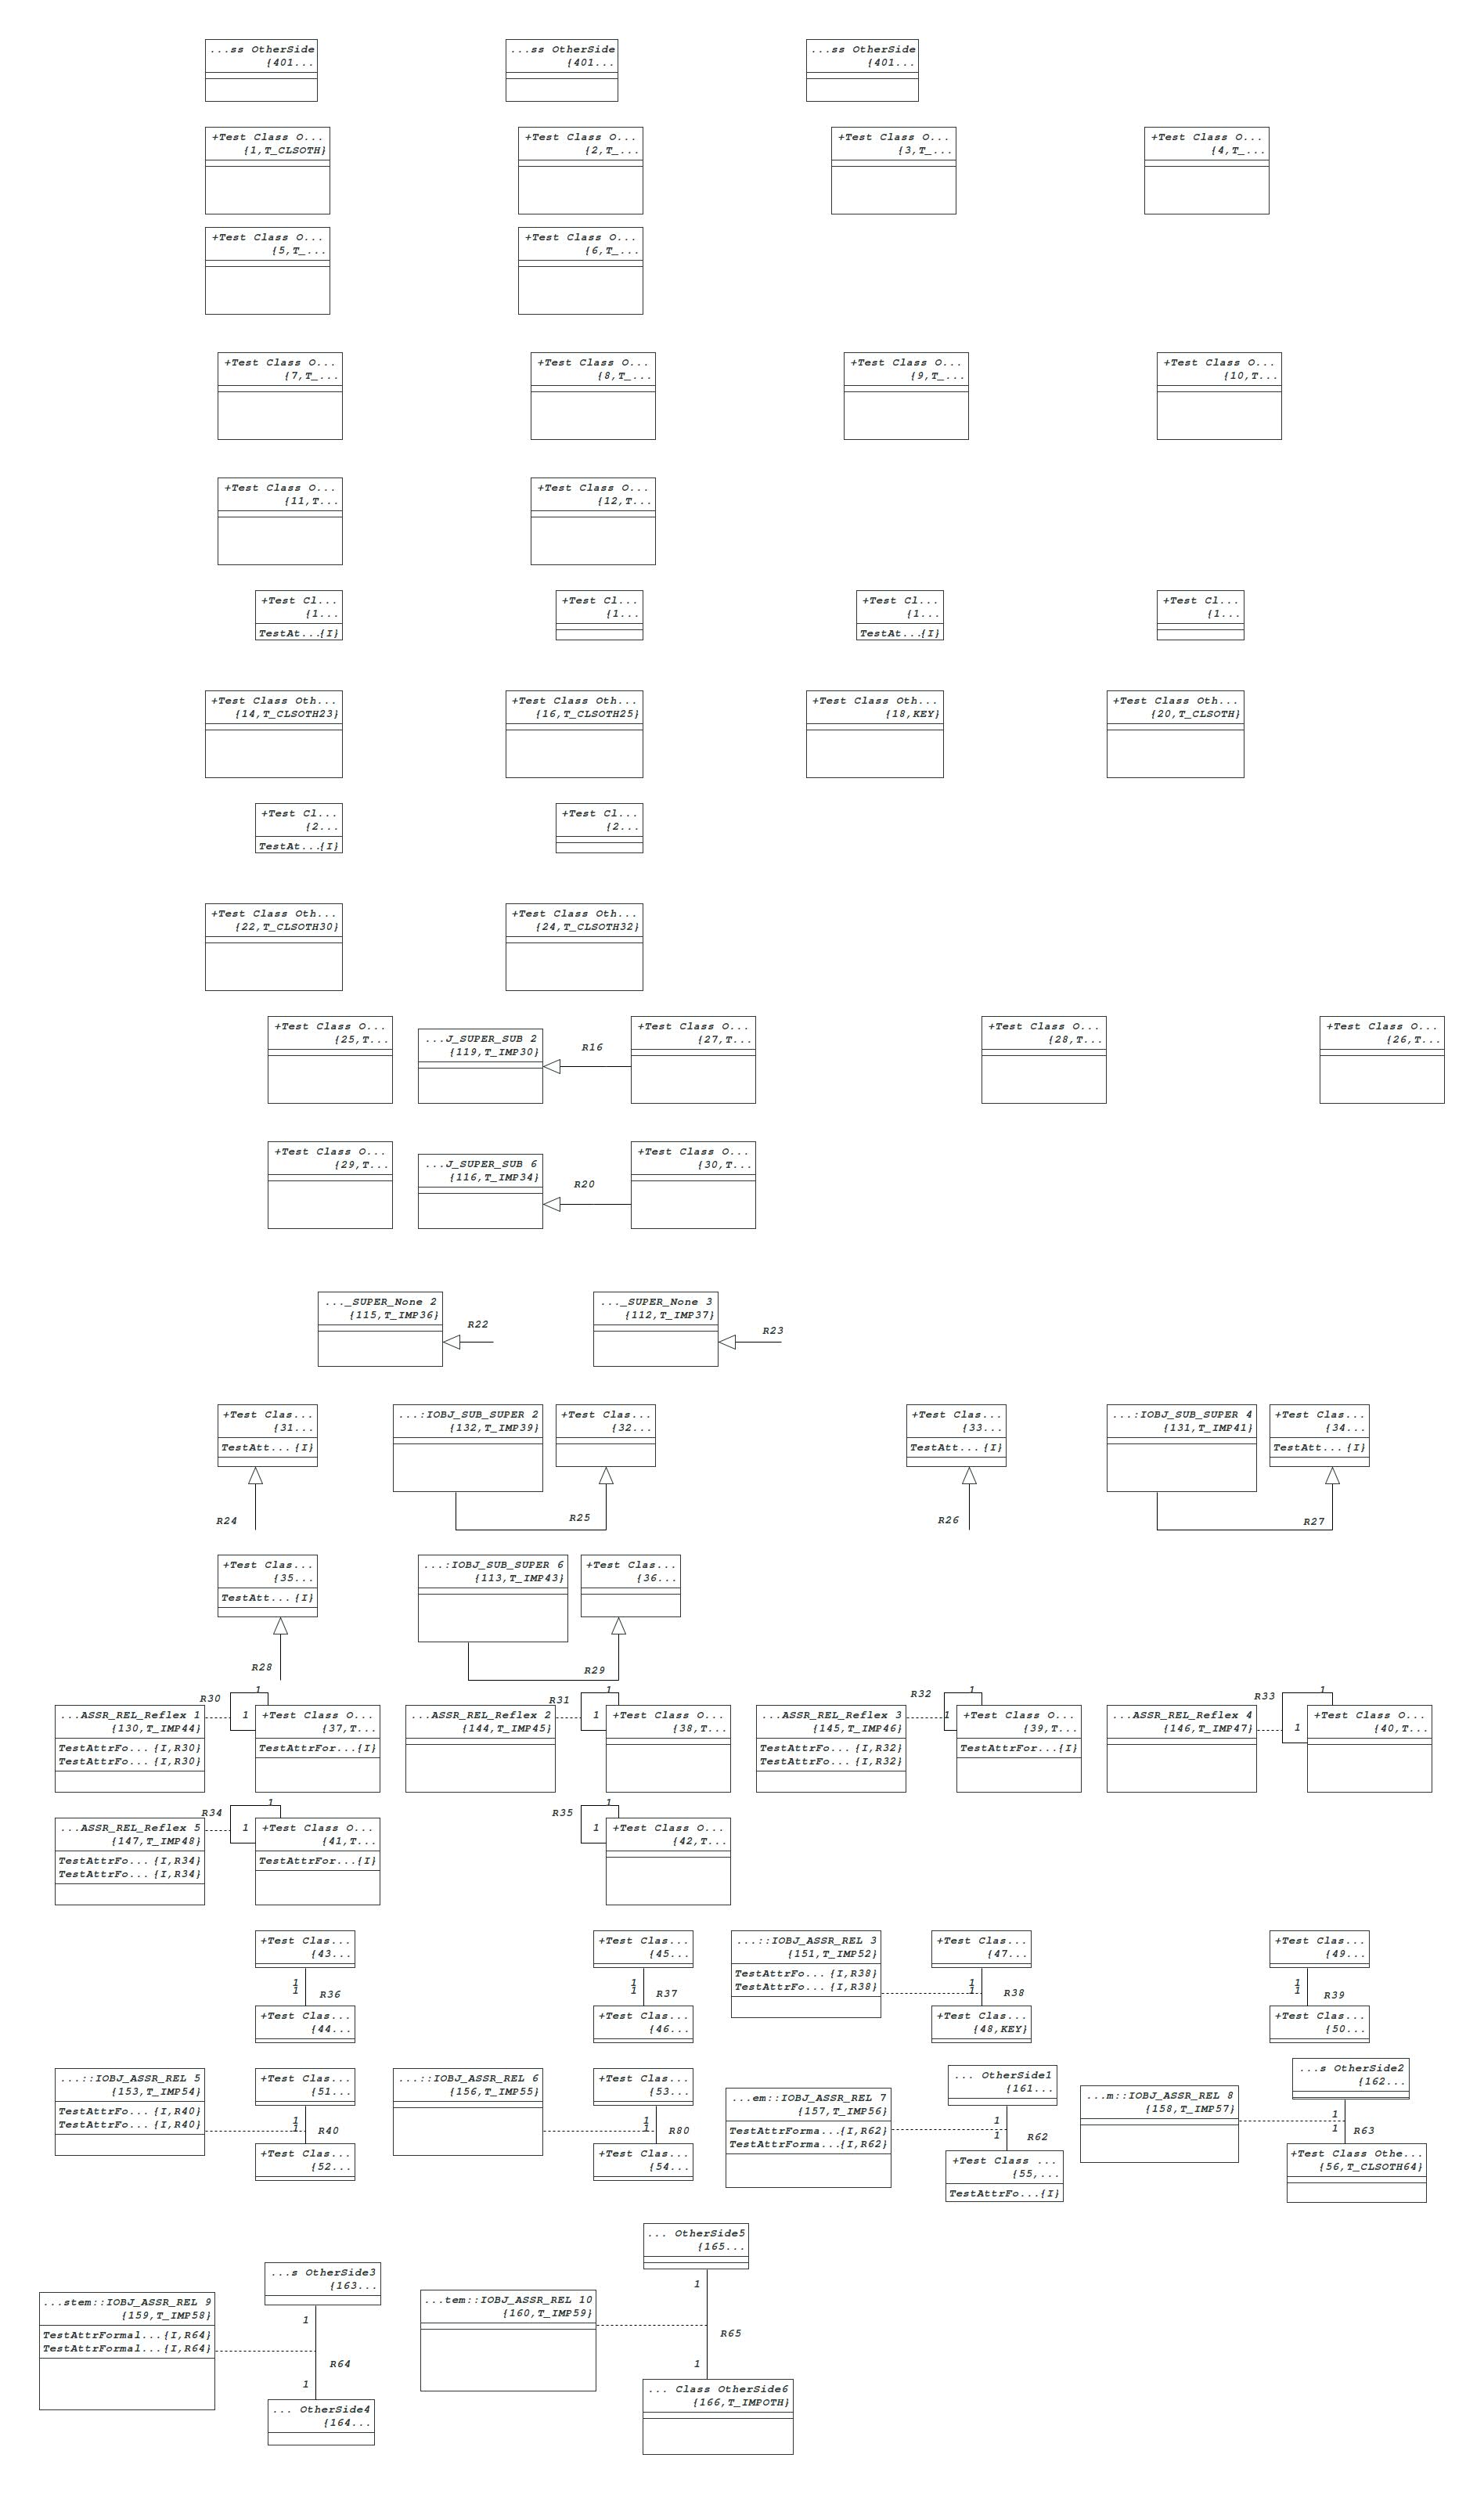 ...ss OtherSide
{401...
...ss OtherSide
{401...
...ss OtherSide
{401...
+Test Class O...
{1,T_CLSOTH}
+Test Class O...
{2,T_...
+Test Class O...
{3,T_...
+Test Class O...
{4,T_...
+Test Class O...
{5,T_...
+Test Class O...
{6,T_...
+Test Class O...
{7,T_...
+Test Class O...
{8,T_...
+Test Class O...
{9,T_...
+Test Class O...
{10,T...
+Test Class O...
{11,T...
+Test Class O...
{12,T...
+Test Cl...
{1...
TestAt...{I}
+Test Cl...
{1...
+Test Cl...
{1...
TestAt...{I}
+Test Cl...
{1...
+Test Class Oth...
{14,T_CLSOTH23}
+Test Class Oth...
{16,T_CLSOTH25}
+Test Class Oth...
{18,KEY}
+Test Class Oth...
{20,T_CLSOTH}
+Test Cl...
{2...
TestAt...{I}
+Test Cl...
{2...
+Test Class Oth...
{22,T_CLSOTH30}
+Test Class Oth...
{24,T_CLSOTH32}
+Test Class O...
{25,T...
...J_SUPER_SUB 2
{119,T_IMP30}
R16
+Test Class O...
{27,T...
+Test Class O...
{28,T...
+Test Class O...
{26,T...
+Test Class O...
{29,T...
...J_SUPER_SUB 6
{116,T_IMP34}
R20
+Test Class O...
{30,T...
..._SUPER_None 2
{115,T_IMP36}
R22
..._SUPER_None 3
{112,T_IMP37}
R23
+Test Clas...
{31...
TestAtt... {I}
R24
...:IOBJ_SUB_SUPER 2
{132,T_IMP39}
+Test Clas...
{32...
R25
+Test Clas...
{33...
TestAtt... {I}
R26
...:IOBJ_SUB_SUPER 4
{131,T_IMP41}
+Test Clas...
{34...
TestAtt... {I}
R27
+Test Clas...
{35...
TestAtt... {I}
R28
...:IOBJ_SUB_SUPER 6
{113,T_IMP43}
+Test Clas...
{36...
R29
...ASSR_REL_Reflex 1
{130,T_IMP44}
TestAttrFo... {I,R30}
TestAttrFo... {I,R30}
R30
1
1
+Test Class O...
{37,T...
TestAttrFor...{I}
...ASSR_REL_Reflex 2
{144,T_IMP45}
R31
1
1
+Test Class O...
{38,T...
...ASSR_REL_Reflex 3
{145,T_IMP46}
TestAttrFo... {I,R32}
TestAttrFo... {I,R32}
R32
1
1
+Test Class O...
{39,T...
TestAttrFor...{I}
...ASSR_REL_Reflex 4
{146,T_IMP47}
R33
1
1
+Test Class O...
{40,T...
...ASSR_REL_Reflex 5
{147,T_IMP48}
TestAttrFo... {I,R34}
TestAttrFo... {I,R34}
R34
1
1
+Test Class O...
{41,T...
TestAttrFor...{I}
R35
1
1
+Test Class O...
{42,T...
+Test Clas...
{43...
1
1
R36
+Test Clas...
{44...
+Test Clas...
{45...
1
1
R37
+Test Clas...
{46...
...::IOBJ_ASSR_REL 3
{151,T_IMP52}
TestAttrFo... {I,R38}
TestAttrFo... {I,R38}
+Test Clas...
{47...
1
1
R38
+Test Clas...
{48,KEY}
+Test Clas...
{49...
1
1
R39
+Test Clas...
{50...
...::IOBJ_ASSR_REL 5
{153,T_IMP54}
TestAttrFo... {I,R40}
TestAttrFo... {I,R40}
+Test Clas...
{51...
1
1
R40
+Test Clas...
{52...
...::IOBJ_ASSR_REL 6
{156,T_IMP55}
+Test Clas...
{53...
1
1
R80
+Test Clas...
{54...
...em::IOBJ_ASSR_REL 7
{157,T_IMP56}
TestAttrForma...{I,R62}
TestAttrForma...{I,R62}
... OtherSide1
{161...
1
1
R62
+Test Class ...
{55,...
TestAttrFo...{I}
...m::IOBJ_ASSR_REL 8
{158,T_IMP57}
...s OtherSide2
{162...
1
1
R63
+Test Class Othe...
{56,T_CLSOTH64}
...stem::IOBJ_ASSR_REL 9
{159,T_IMP58}
TestAttrFormal...{I,R64}
TestAttrFormal...{I,R64}
...s OtherSide3
{163...
1
R64
1
... OtherSide4
{164...
...tem::IOBJ_ASSR_REL 10
{160,T_IMP59}
... OtherSide5
{165...
1
R65
1
... Class OtherSide6
{166,T_IMPOTH}